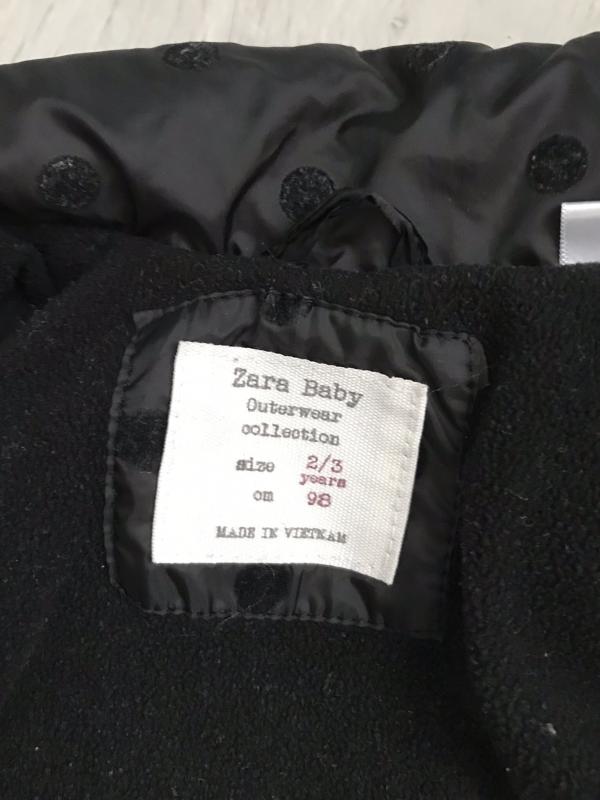 Zara Baby
Outerwear
collection
size 2/3
years
cm 98
MADE IN VIETNAM